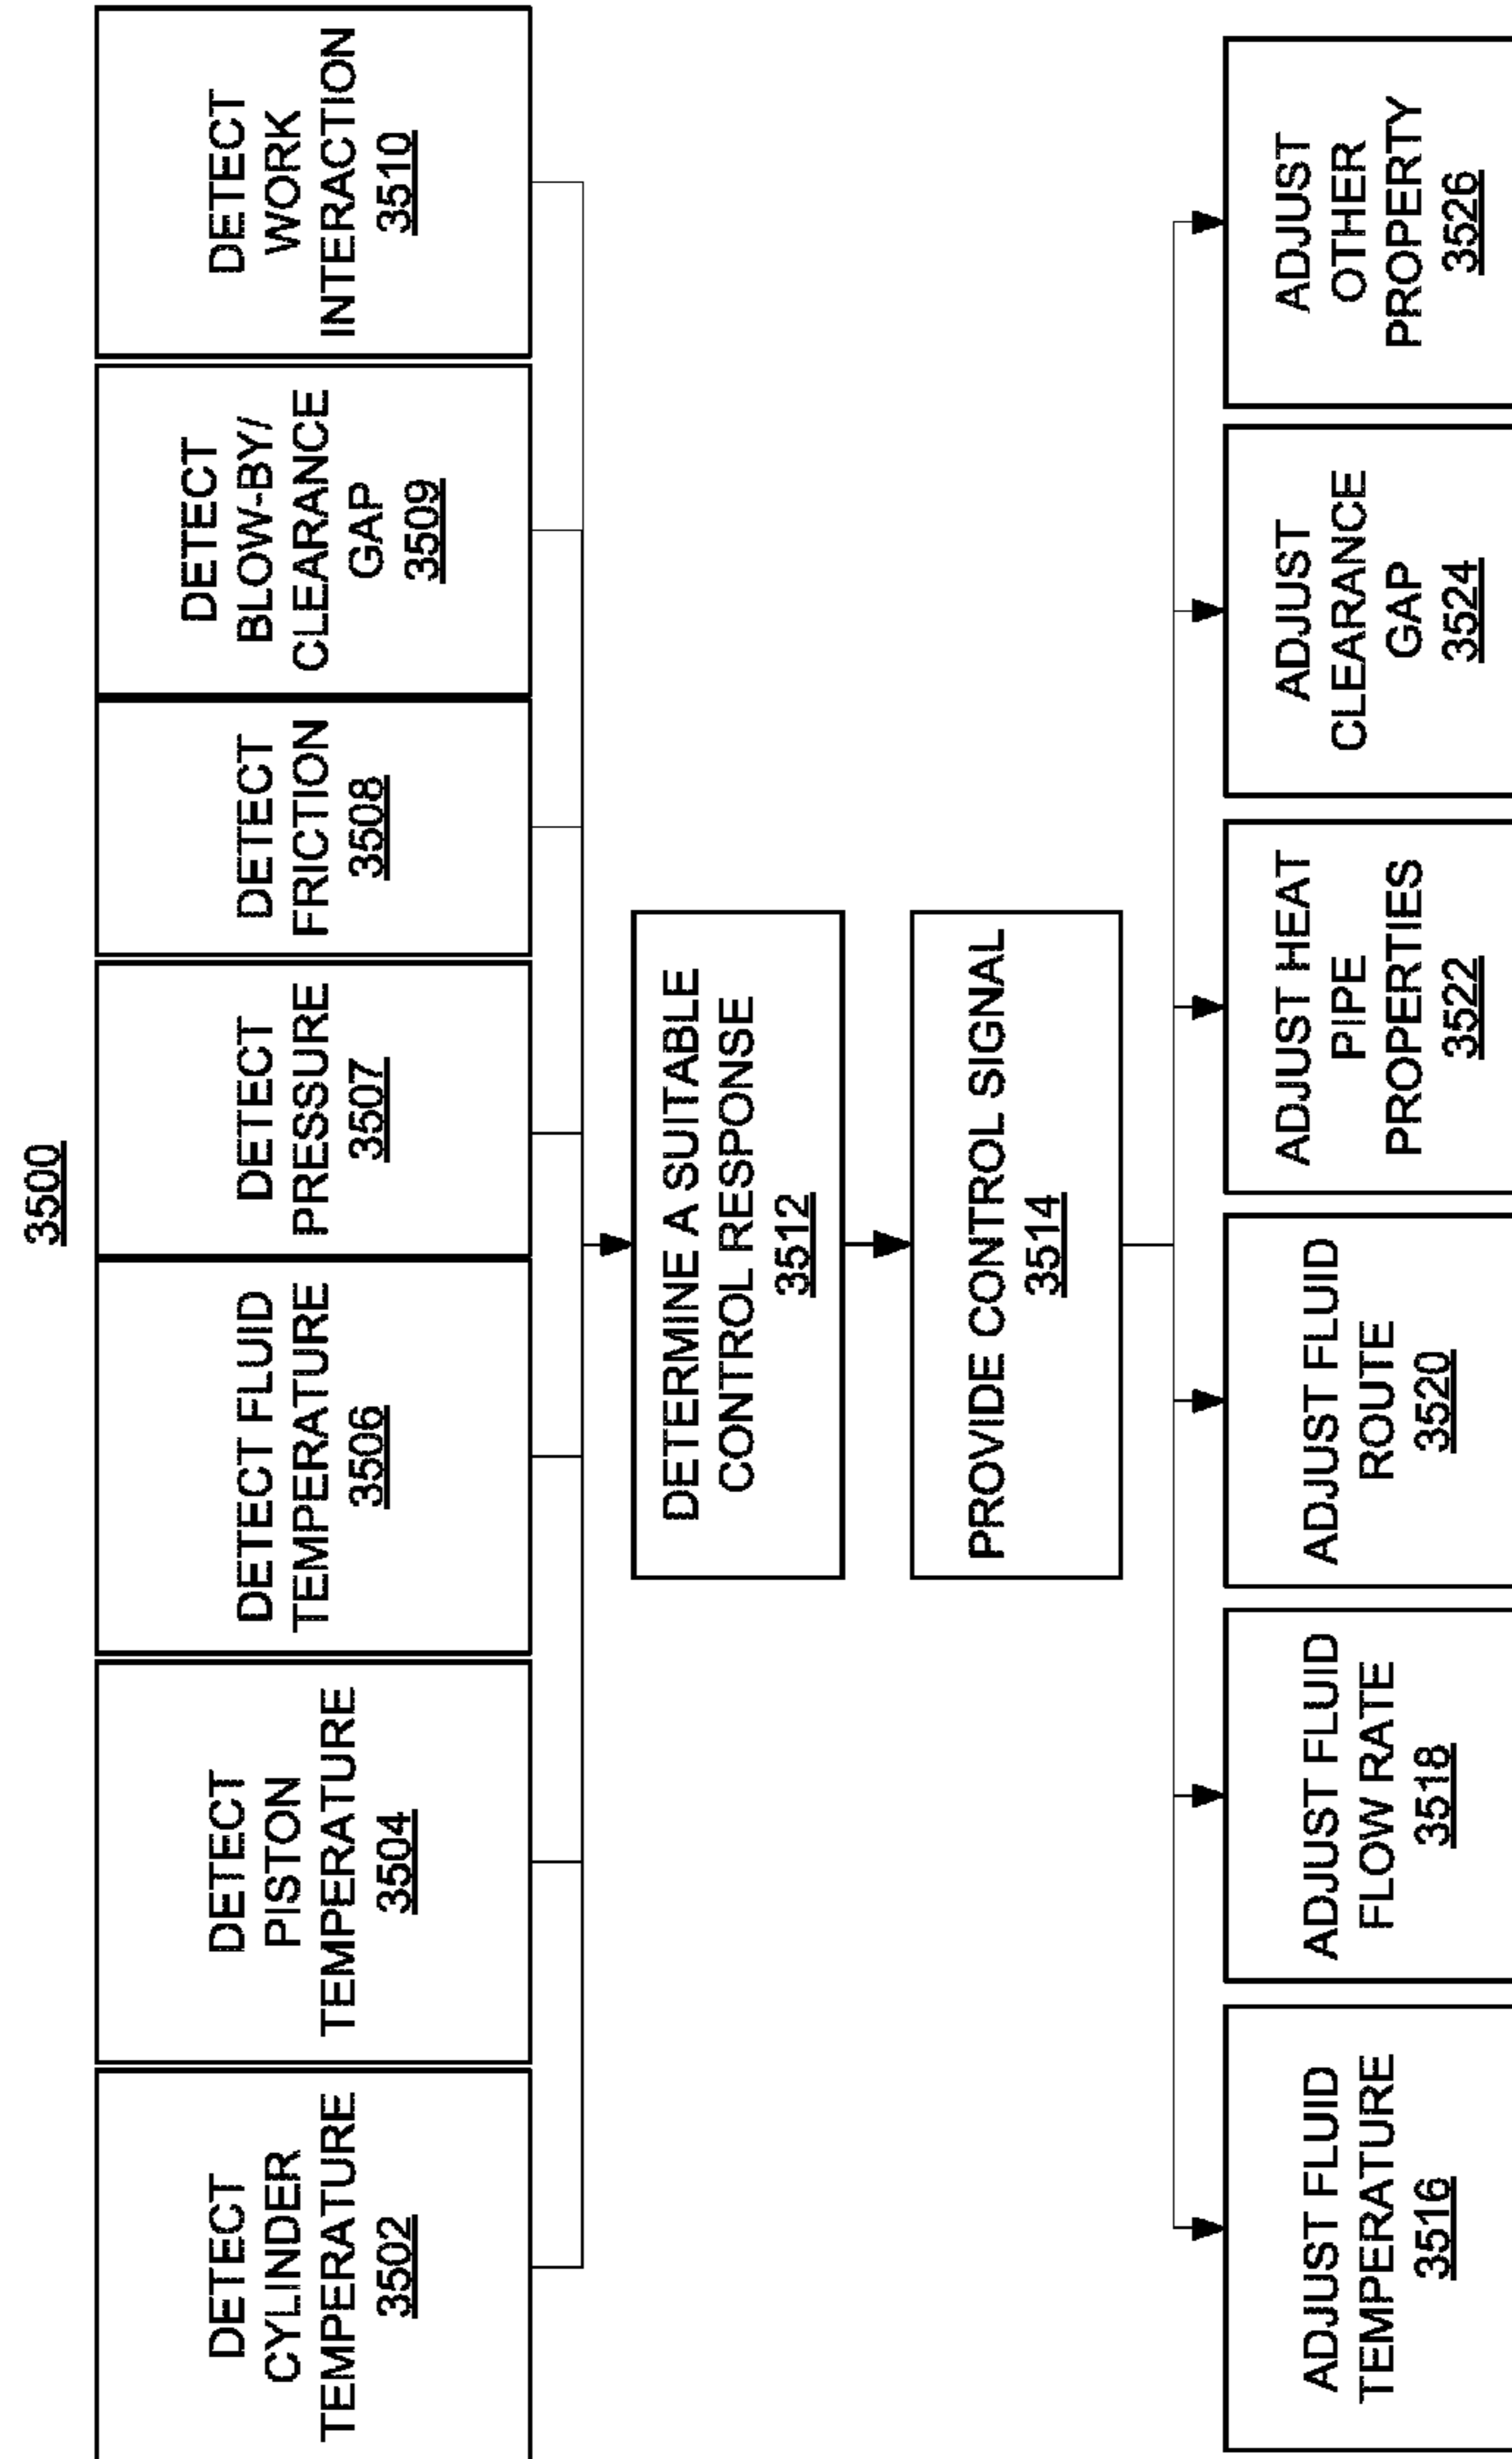 3500
DETECT
CYLINDER
TEMPERATURE
3502
DETECT
PISTON
TEMPERATURE
3504
DETECT FLUID
TEMPERATURE
3506
DETECT
PRESSURE
3507
DETECT
FRICTION
3508
DETECT
BLOW-BY/
CLEARANCE
GAP
3509
DETECT
WORK
INTERACTION
3510
DETERMINE A SUITABLE
CONTROL RESPONSE
3512
PROVIDE CONTROL SIGNAL
3514
ADJUST FLUID
TEMPERATURE
3516
ADJUST FLUID
FLOW RATE
3518
ADJUST FLUID
ROUTE
3520
ADJUST HEAT
PIPE
PROPERTIES
3522
ADJUST
CLEARANCE
GAP
3524
ADJUST
OTHER
PROPERTY
3526